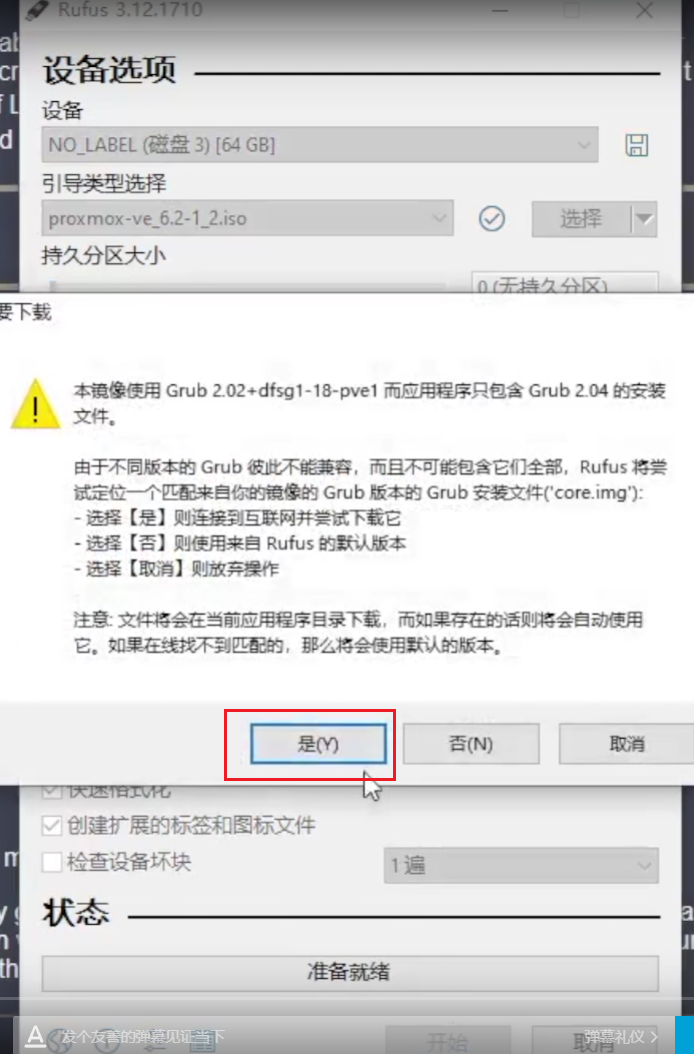 Rufus 3.12.1710
设备选项
设备
NO_LABEL (磁盘 3) [64 GB]
引导类型选择
proxmox-ve_6.2-1_2.iso
选择
持久分区大小
0 (无持久分区)
要下载
本镜像使用 Grub 2.02+dfsg1-18-pve1 而应用程序只包含 Grub 2.04 的安装
文件。
由于不同版本的 Grub 彼此不能兼容，而且不可能包含它们全部，Rufus 将尝
试定位一个匹配来自你的镜像的 Grub 版本的 Grub 安装文件('core.img'):
- 选择【是】则连接到互联网并尝试下载它
- 选择【否】则使用来自 Rufus 的默认版本
- 选择【取消】则放弃操作
注意: 文件将会在当前应用程序目录下载，而如果存在的话则将会自动使用
它。如果在线找不到匹配的，那么将会使用默认的版本。
是(Y)
否(N)
取消
快速格式化
创建扩展的标签和图标文件
检查设备坏块
1 遍
状态
准备就绪
发个友善的弹幕见证当下
弹幕礼仪 >
开始
取消